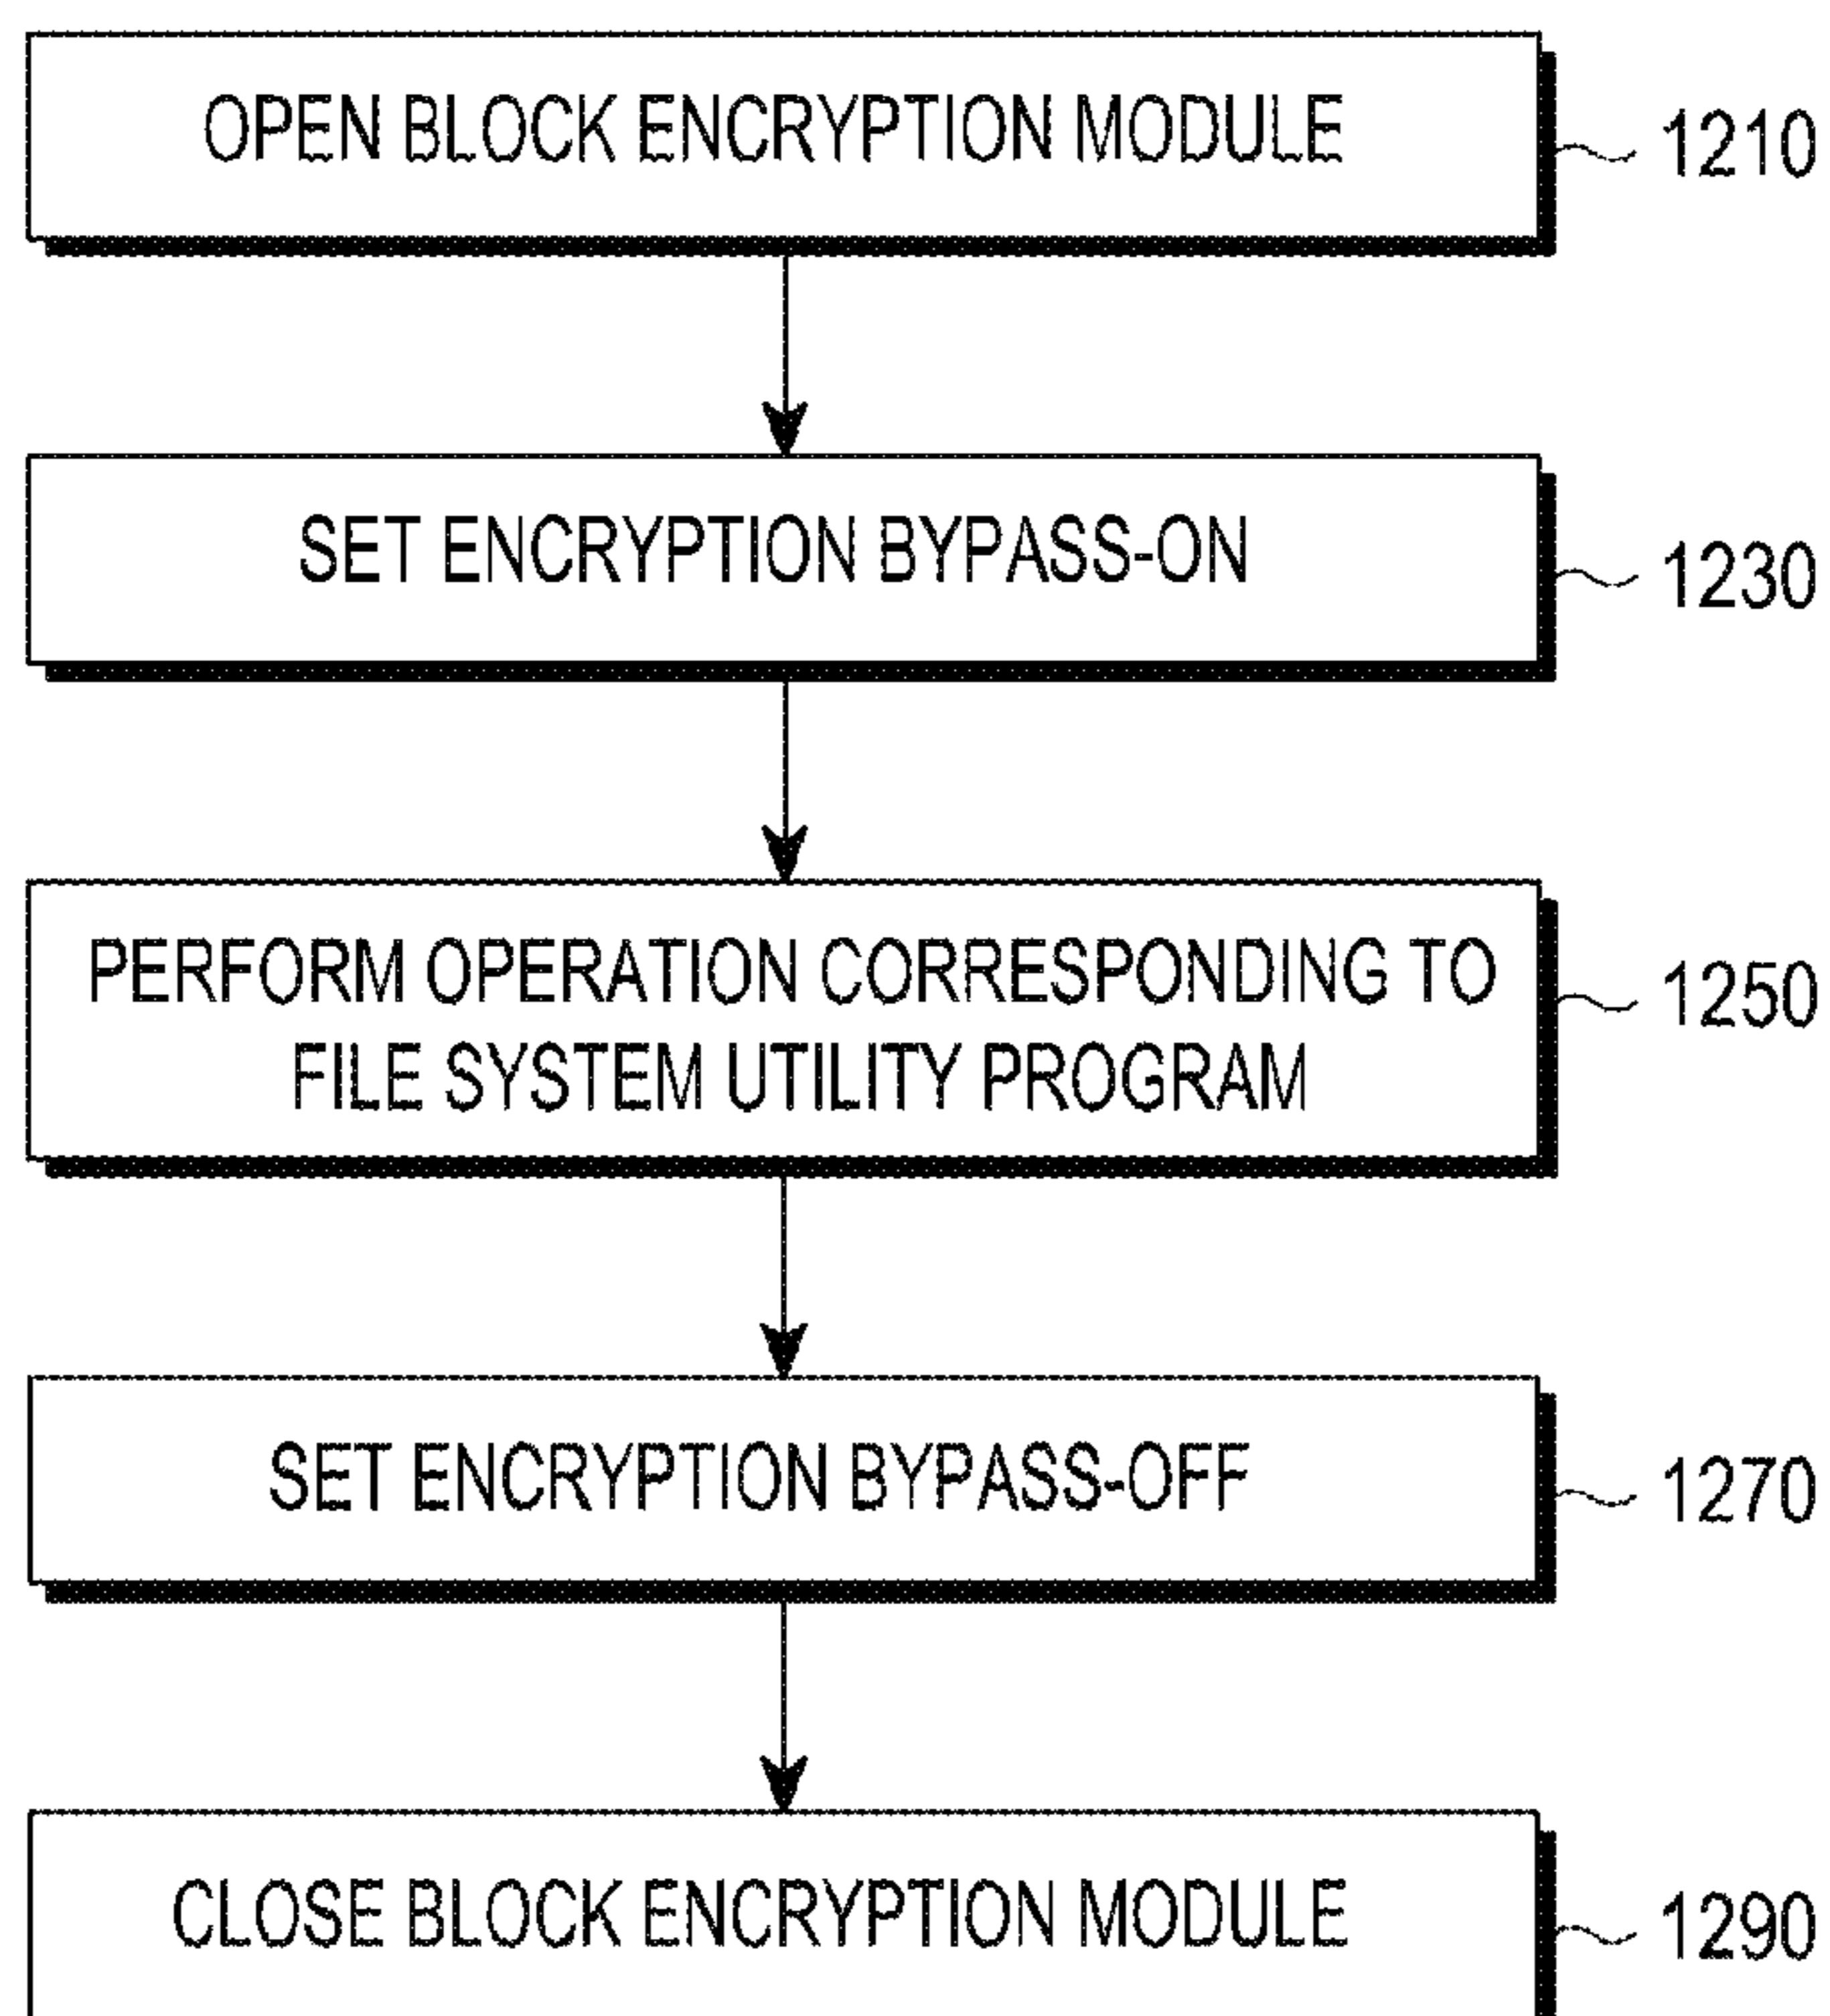 OPEN BLOCK ENCRYPTION MODULE
1210
SET ENCRYPTION BYPASS-ON
1230
PERFORM OPERATION CORRESPONDING TO
FILE SYSTEM UTILITY PROGRAM
1250
SET ENCRYPTION BYPASS-OFF
1270
CLOSE BLOCK ENCRYPTION MODULE
1290